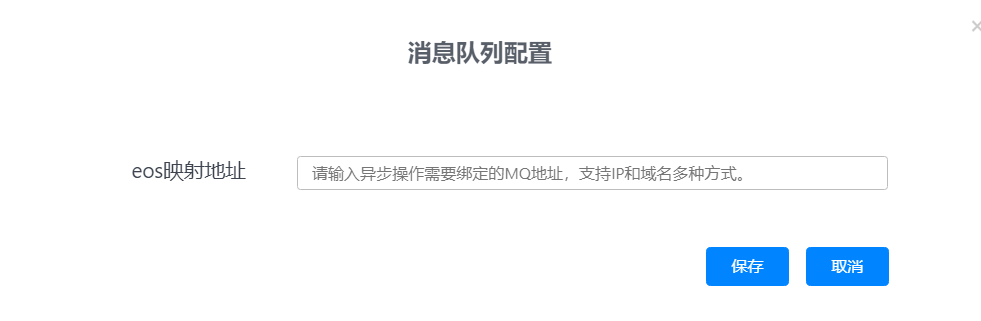 ×
消息队列配置
eos映射地址
请输入异步操作需要绑定的MQ地址，支持IP和域名多种方式。
保存
取消